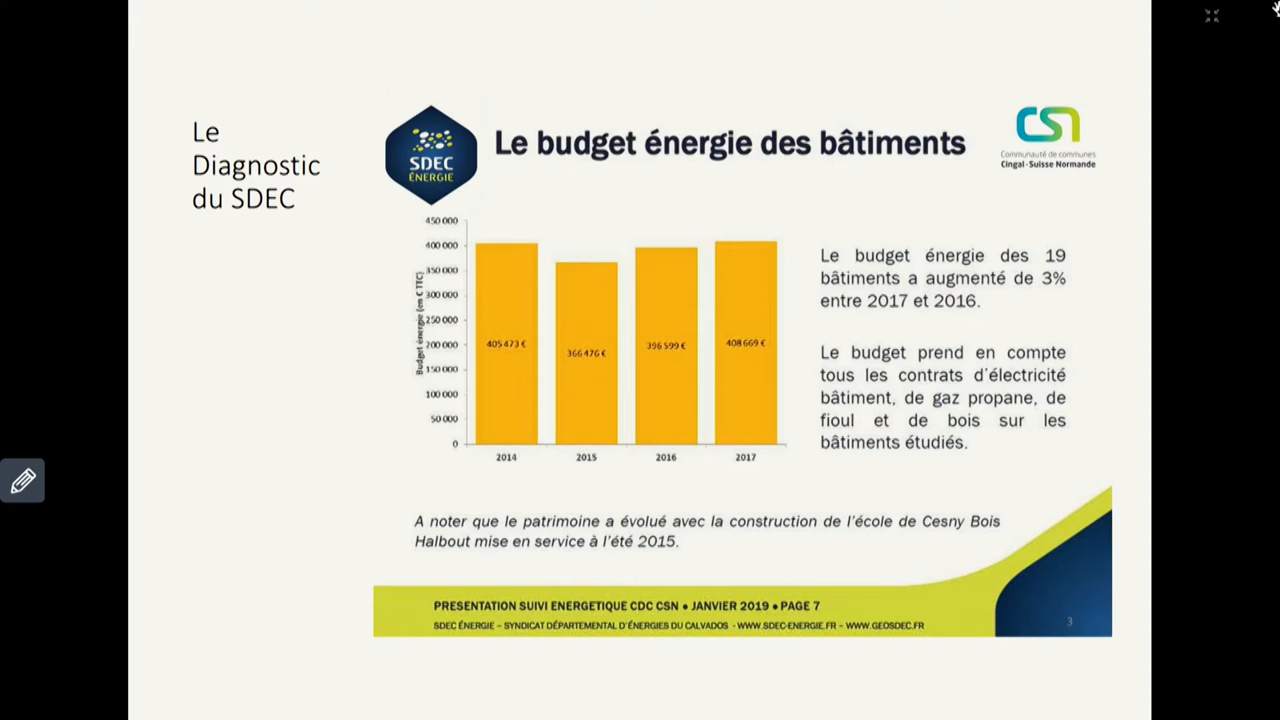 Le
Diagnostic
du SDEC
SDEC
ÉNERGIE
Le budget énergie des bâtiments
csn
Communauté de communes
Cingal-Suisse Normande
Budget énergie (en € TTC)
450 000
400 000
350 000
300 000
250 000
200 000
150 000
100 000
50 000
0
405 473 €
366 476 €
396 599 €
408 669 €
2014
2015
2016
2017
Le budget énergie des 19
bâtiments a augmenté de 3%
entre 2017 et 2016.
Le budget prend en compte
tous les contrats d'électricité
bâtiment, de gaz propane, de
fioul et de bois sur les
bâtiments étudiés.
A noter que le patrimoine a évolué avec la construction de l'école de Cesny Bois
Halbout mise en service à l'été 2015.
PRESENTATION SUIVI ENERGETIQUE CDC CSN • JANVIER 2019 • PAGE 7
SDEC ÉNERGIE – SYNDICAT DÉPARTEMENTAL D'ÉNERGIES DU CALVADOS - WWW.SDEC-ENERGIE.FR – WWW.GEOSDEC.FR
3